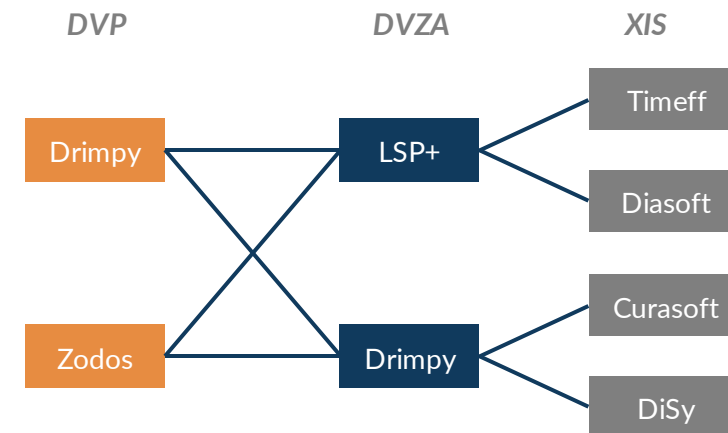 DVP
DVZA
XIS
Timeff
Drimpy
LSP+
Diasoft
Curasoft
Zodos
Drimpy
DiSy